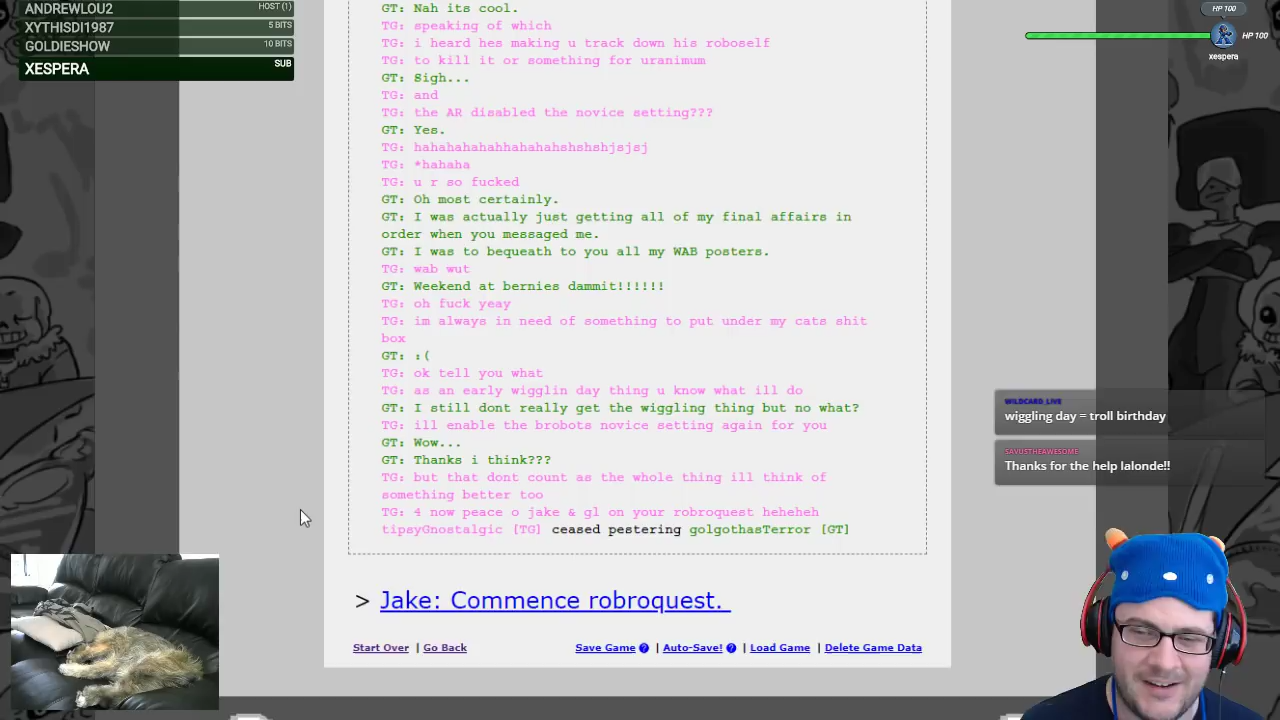 ANDREWLOU2 HOST (1)
XYTHISDI1987 5 BITS
GOLDIESHOW 10 BITS
XESPERA SUB
HP 100
HP 100
xespera
GT: Nah its cool.
TG: speaking of which
TG: i heard hes making u track down his roboself
TG: to kill it or something for uranimum
GT: Sigh...
TG: and
TG: the AR disabled the novice setting???
GT: Yes.
TG: hahahahahahhahahahshshshjsjsj
TG: *hahaha
TG: u r so fucked
GT: Oh most certainly.
GT: I was actually just getting all of my final affairs in
order when you messaged me.
GT: I was to bequeath to you all my WAB posters.
TG: wab wut
GT: Weekend at bernies dammit!!!!!!
TG: oh fuck yeay
TG: im always in need of something to put under my cats shit
box
GT: :(
TG: ok tell you what
TG: as an early wigglin day thing u know what ill do
GT: I still dont really get the wiggling thing but no what?
TG: ill enable the brobots novice setting again for you
GT: Wow...
GT: Thanks i think???
TG: but that dont count as the whole thing ill think of
something better too
TG: 4 now peace o jake & gl on your robroquest heheheh
tipsyGnostalgic [TG] ceased pestering golgothasTerror [GT]
> Jake: Commence robroquest.
Start Over | Go Back
Save Game ? | Auto-Save! ? | Load Game | Delete Game Data
WILDCARD_LIVE
wiggling day = troll birthday
SAVUSTHEAWESOME
Thanks for the help lalonde!!